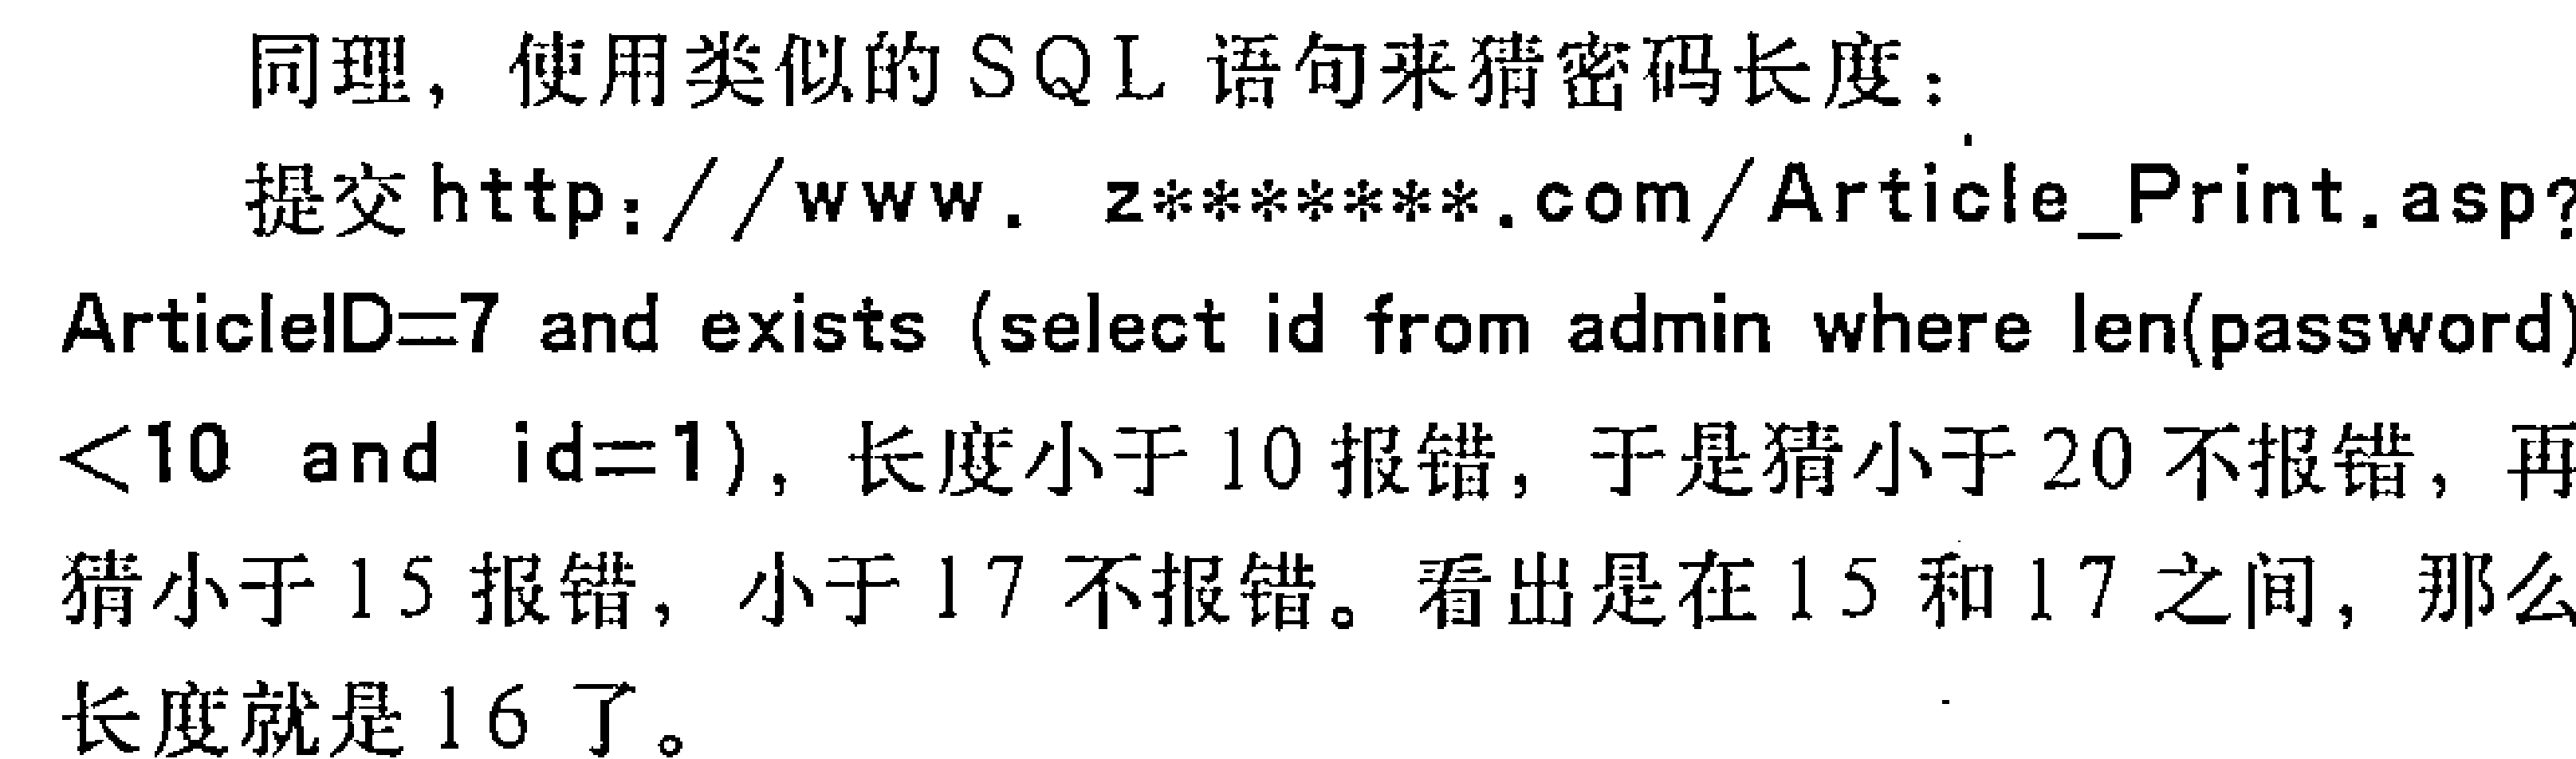 同理，使用类似的SQL 语句来猜密码长度：
提交http://www. z*******.com/Article_Print.asp?
ArticleID=7 and exists (select id from admin where len(password)
<10 and id=1)，长度小于10报错，于是猜小于20不报错，再
猜小于15报错，小于17不报错。看出是在15和17之间，那么
长度就是16了。